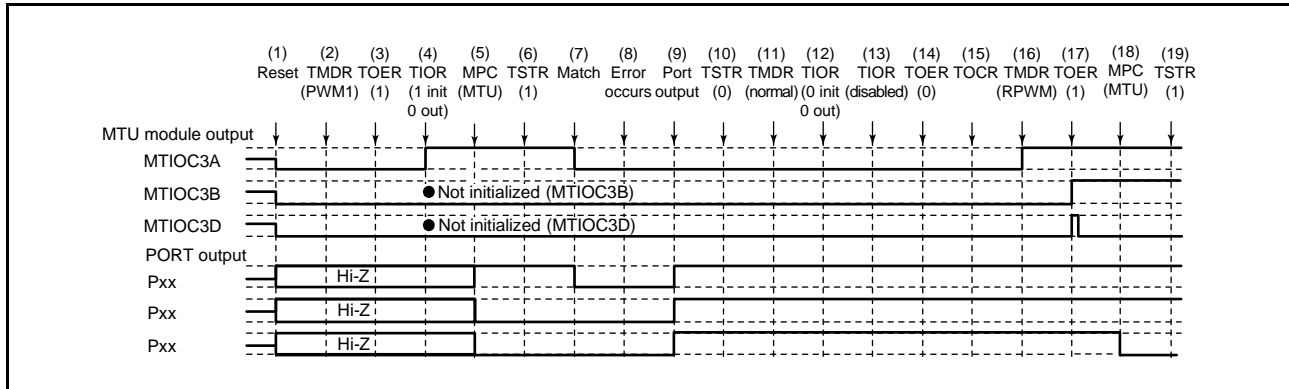 (1) (2) (3) (4) (5) (6) (7) (8) (9) (10) (11) (12) (13) (14) (15) (16) (17) (18) (19)
Reset TMDR TOER TIOR MPC TSTR Match Error Port TSTR TMDR TIOR TIOR TOER TOCR TMDR TOER MPC TSTR
(PWM1) (1) (1 init (MTU) (1) occurs output (0) (normal) (0 init (disabled) (0) (RPWM) (1) (MTU) (1)
0 out) 0 out)
MTU module output
MTIOC3A
MTIOC3B ● Not initialized (MTIOC3B)
MTIOC3D ● Not initialized (MTIOC3D)
PORT output
Pxx Hi-Z
Pxx Hi-Z
Pxx Hi-Z